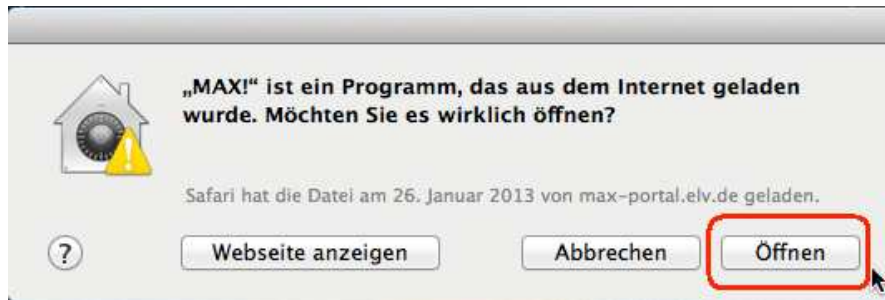 „MAX!“ ist ein Programm, das aus dem Internet geladen
wurde. Möchten Sie es wirklich öffnen?
Safari hat die Datei am 26. Januar 2013 von max-portal.elv.de geladen.
?
Webseite anzeigen
Abbrechen
Öffnen